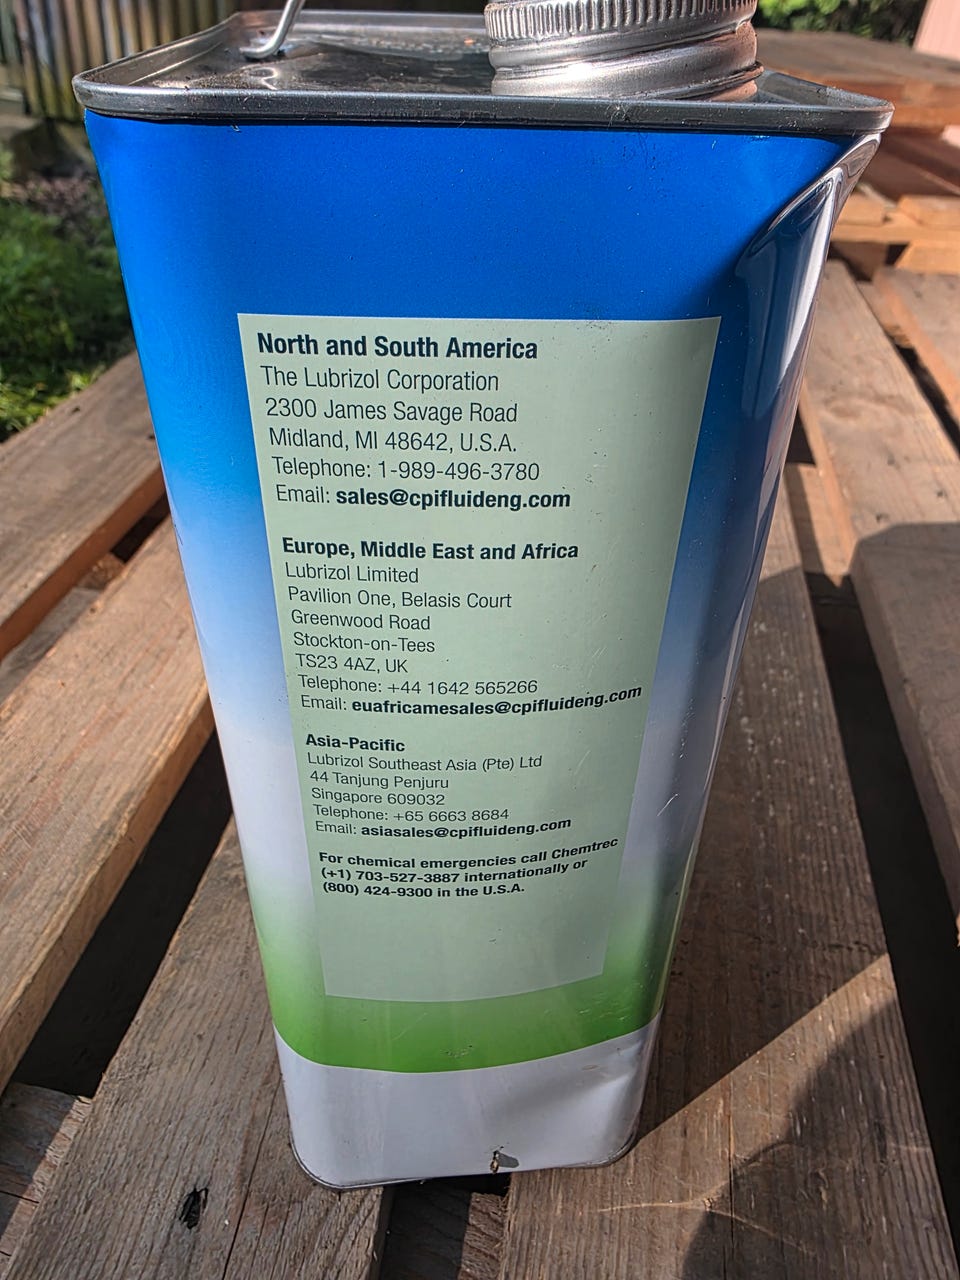 North and South America
The Lubrizol Corporation
2300 James Savage Road
Midland, MI 48642, U.S.A.
Telephone: 1-989-496-3780
Email: sales@cpifluideng.com
Europe, Middle East and Africa
Lubrizol Limited
Pavilion One, Belasis Court
Greenwood Road
Stockton-on-Tees
TS23 4AZ, UK
Telephone: +44 1642 565266
Email: euafricamesales@cpifluideng.com
Asia-Pacific
Lubrizol Southeast Asia (Pte) Ltd
44 Tanjung Penjuru
Singapore 609032
Telephone: +65 6663 8684
Email: asiasales@cpifluideng.com
For chemical emergencies call Chemtrec
(+1) 703-527-3887 internationally or
(800) 424-9300 in the U.S.A.